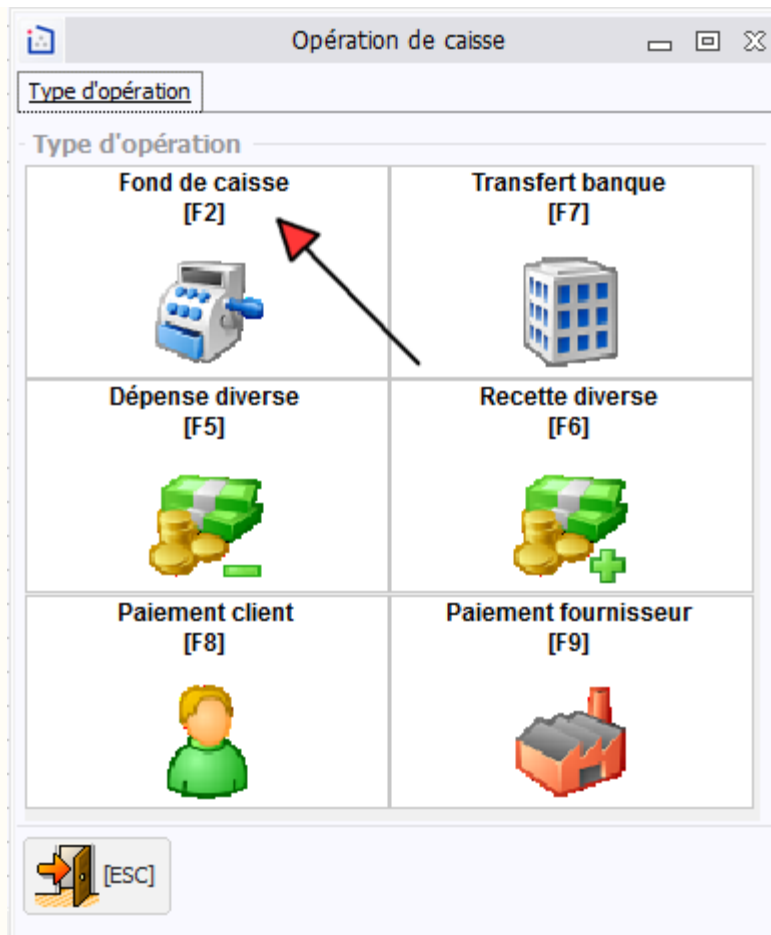 Opération de caisse
Type d'opération
Type d'opération
Fond de caisse
[F2]
Transfert banque
[F7]
Dépense diverse
[F5]
Recette diverse
[F6]
Paiement client
[F8]
Paiement fournisseur
[F9]
[ESC]